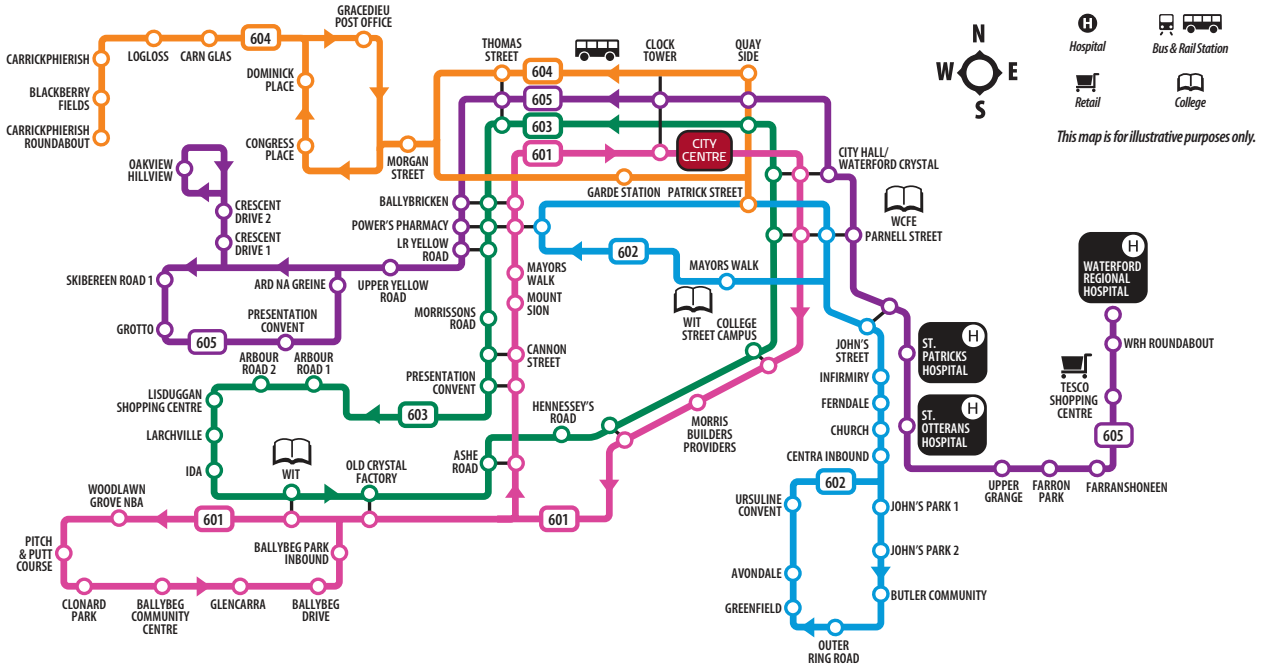 GRACEDIEU
POST OFFICE
604
CARRICKPHIERISH
LOGLOSS
CARN GLAS
DOMINICK
PLACE
BLACKBERRY
FIELDS
CARRICKPHIERISH
ROUNDABOUT
CONGRESS
PLACE
MORGAN
STREET
THOMAS
STREET
CLOCK
TOWER
QUAY
SIDE
604
605
603
601
CITY
CENTRE
N
W
E
S
H
Hospital
Bus & Rail Station
Retail
College
This map is for illustrative purposes only.
OAKVIEW
HILLVIEW
CRESCENT
DRIVE 2
CRESCENT
DRIVE 1
BALLYBRICKEN
POWER'S PHARMACY
LR YELLOW
ROAD
GARDE STATION
PATRICK STREET
CITY HALL/
WATERFORD CRYSTAL
WCFE
PARNELL STREET
602
MAYORS WALK
MAYORS
WALK
MOUNT
SION
SKIBEREEN ROAD 1
ARD NA GREINE
UPPER YELLOW
ROAD
GROTTO
605
PRESENTATION
CONVENT
MORRISSONS
ROAD
CANNON
STREET
WIT
STREET
COLLEGE
CAMPUS
JOHN'S
STREET
H
WATERFORD
REGIONAL
HOSPITAL
WRH ROUNDABOUT
H
ST.
PATRICKS
HOSPITAL
TESCO
SHOPPING
CENTRE
H
ST.
OTTERANS
HOSPITAL
605
ARBOUR
ROAD 2
ARBOUR
ROAD 1
LISDUGGAN
SHOPPING CENTRE
PRESENTATION
CONVENT
603
HENNESSEY'S
ROAD
MORRIS
BUILDERS
PROVIDERS
INFIRMIRY
FERNDALE
CHURCH
CENTRA INBOUND
LARCHVILLE
IDA
WIT
OLD CRYSTAL
FACTORY
ASHE
ROAD
602
UPPER
GRANGE
FARRON
PARK
FARRANSHONEEN
WOODLAWN
GROVE NBA
601
601
URSULINE
CONVENT
JOHN'S PARK 1
PITCH
& PUTT
COURSE
BALLYBEG PARK
INBOUND
JOHN'S PARK 2
AVONDALE
BUTLER COMMUNITY
CLONARD
PARK
BALLYBEG
COMMUNITY
CENTRE
GLENCARRA
BALLYBEG
DRIVE
GREENFIELD
OUTER
RING ROAD